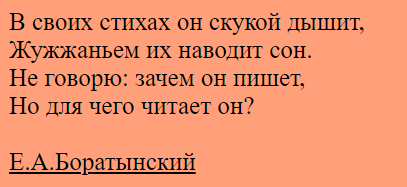 В своих стихах он скукой дышит,
Жужжаньем их наводит сон.
Не говорю: зачем он пишет,
Но для чего читает он?
Е.А.Боратынский